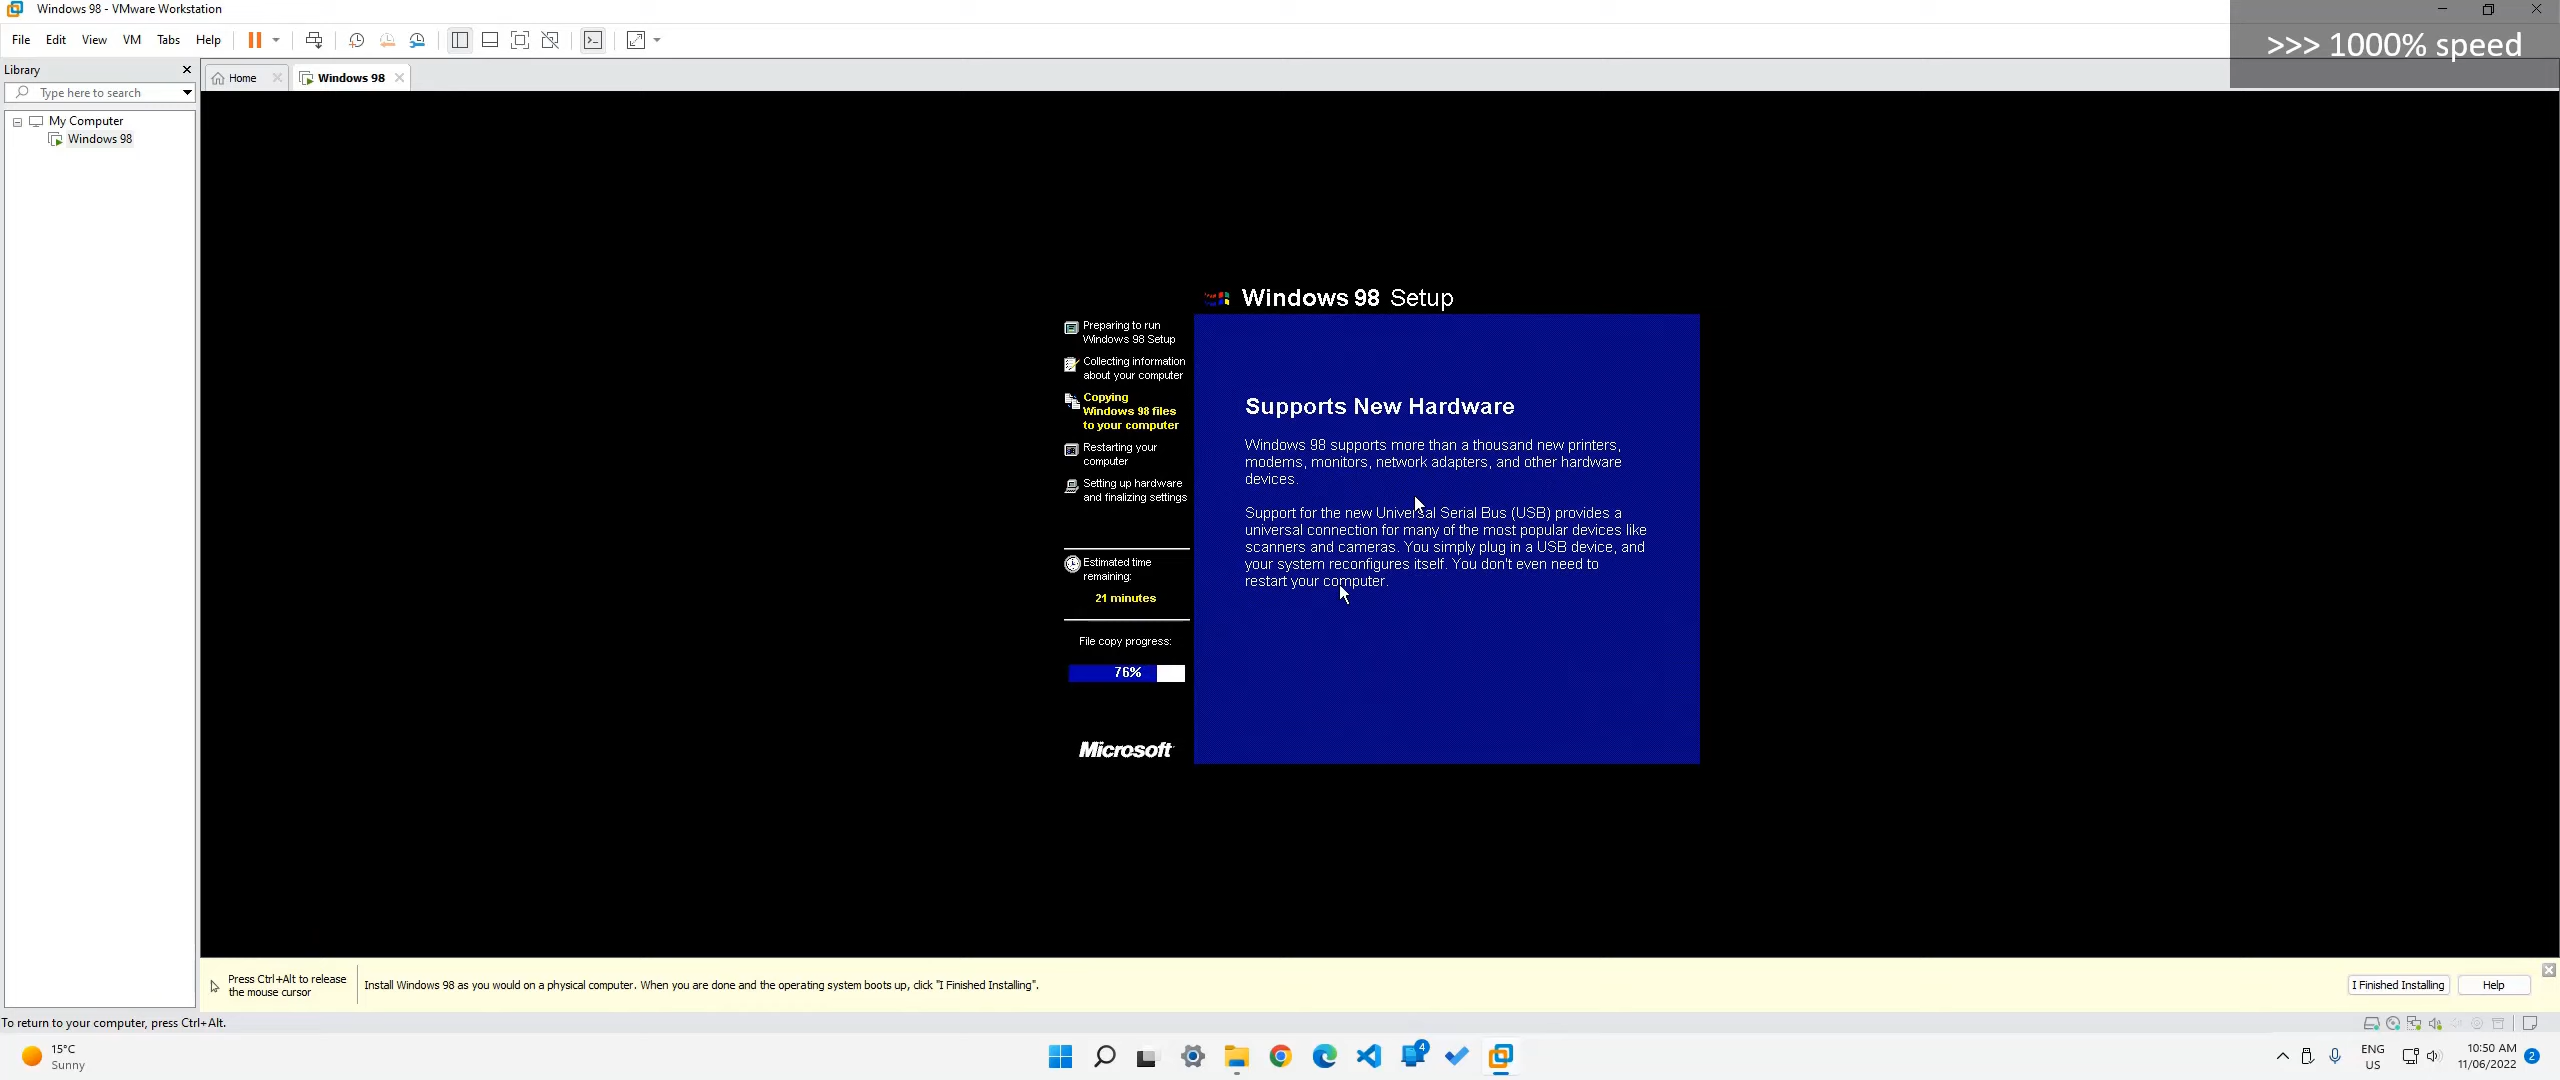 Windows 98 - VMware Workstation
>>> 1000% speed
File Edit View VM Tabs Help
Library
Home
Windows 98
Type here to search
My Computer
Windows 98
Windows 98 Setup
Preparing to run
Windows 98 Setup
Collecting information
about your computer
Copying
Windows 98 files
to your computer
Restarting your
computer
Setting up hardware
and finalizing settings
Estimated time
remaining:
21 minutes
File copy progress:
76%
Microsoft
Supports New Hardware
Windows 98 supports more than a thousand new printers,
modems, monitors, network adapters, and other hardware
devices.
Support for the new Universal Serial Bus (USB) provides a
universal connection for many of the most popular devices like
scanners and cameras. You simply plug in a USB device, and
your system reconfigures itself. You don't even need to
restart your computer.
Press Ctrl+Alt to release
the mouse cursor
Install Windows 98 as you would on a physical computer. When you are done and the operating system boots up, click "I Finished Installing".
I Finished Installing
Help
To return to your computer, press Ctrl+Alt.
15°C
Sunny
4
ENG
US
10:50 AM
11/06/2022
2